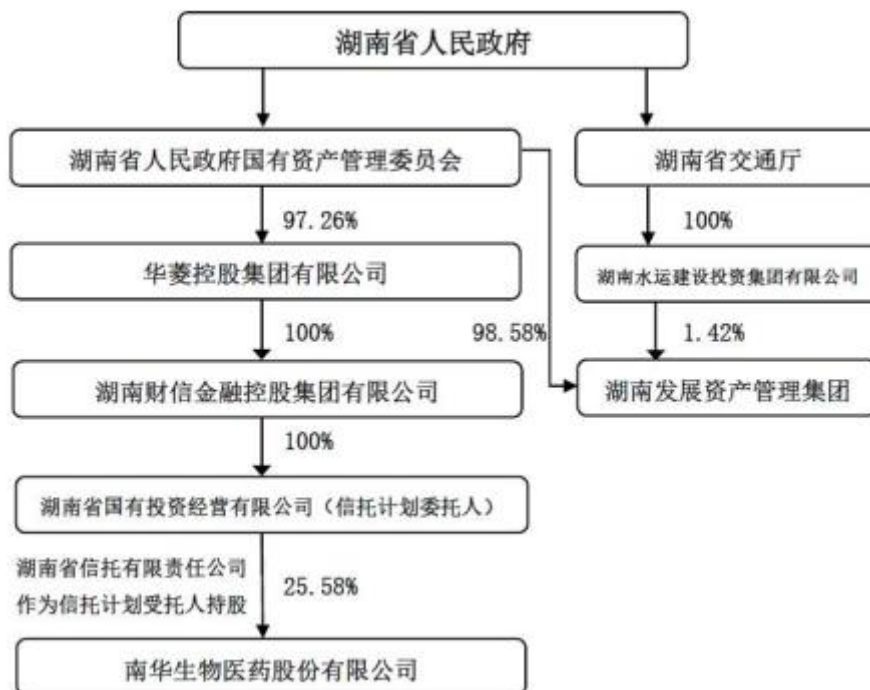 湖南省人民政府
湖南省人民政府国有资产管理委员会
湖南省交通厅
97.26%
100%
华菱控股集团有限公司
湖南水运建设投资集团有限公司
100%
98.58%
1.42%
湖南财信金融控股集团有限公司
湖南发展资产管理集团
100%
湖南省国有投资经营有限公司（信托计划委托人）
湖南省信托有限责任公司
作为信托计划受托人持股
25.58%
南华生物医药股份有限公司